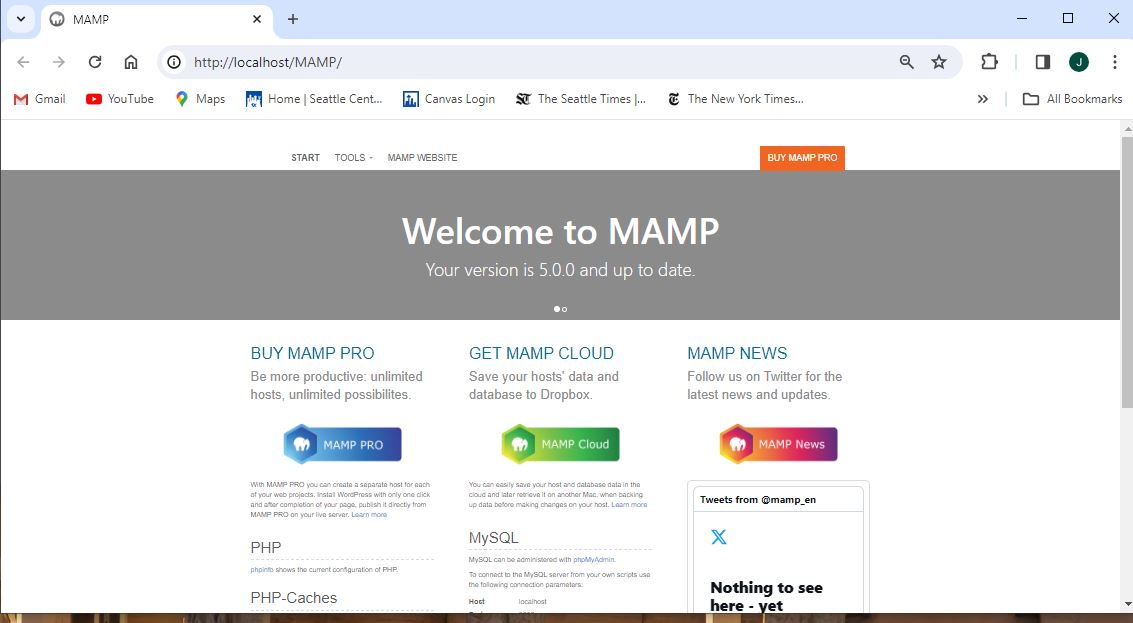 MAMP
http://localhost/MAMP/
J
Gmail
YouTube
Maps
Home | Seattle Cent...
Canvas Login
The Seattle Times |...
The New York Times...
All Bookmarks
START
TOOLS
MAMP WEBSITE
BUY MAMP PRO
Welcome to MAMP
Your version is 5.0.0 and up to date.
BUY MAMP PRO
Be more productive: unlimited
hosts, unlimited possibilites.
MAMP PRO
With MAMP PRO you can create a separate host for each
of your web projects. Install WordPress with only one click
and after completion of your page, publish it directly from
MAMP PRO on your live server. Learn more
PHP
phpinfo shows the current configuration of PHP.
PHP-Caches
GET MAMP CLOUD
Save your hosts' data and
database to Dropbox.
MAMP Cloud
You can easily save your host and database data in the
cloud and later retrieve it on another Mac, when backing
up data before making changes on your host. Learn more
MySQL
MySQL can be administered with phpMyAdmin.
To connect to the MySQL server from your own scripts use
the following connection parameters:
Host localhost
MAMP NEWS
Follow us on Twitter for the
latest news and updates.
MAMP News
Tweets from @mamp_en
Nothing to see
here - yet